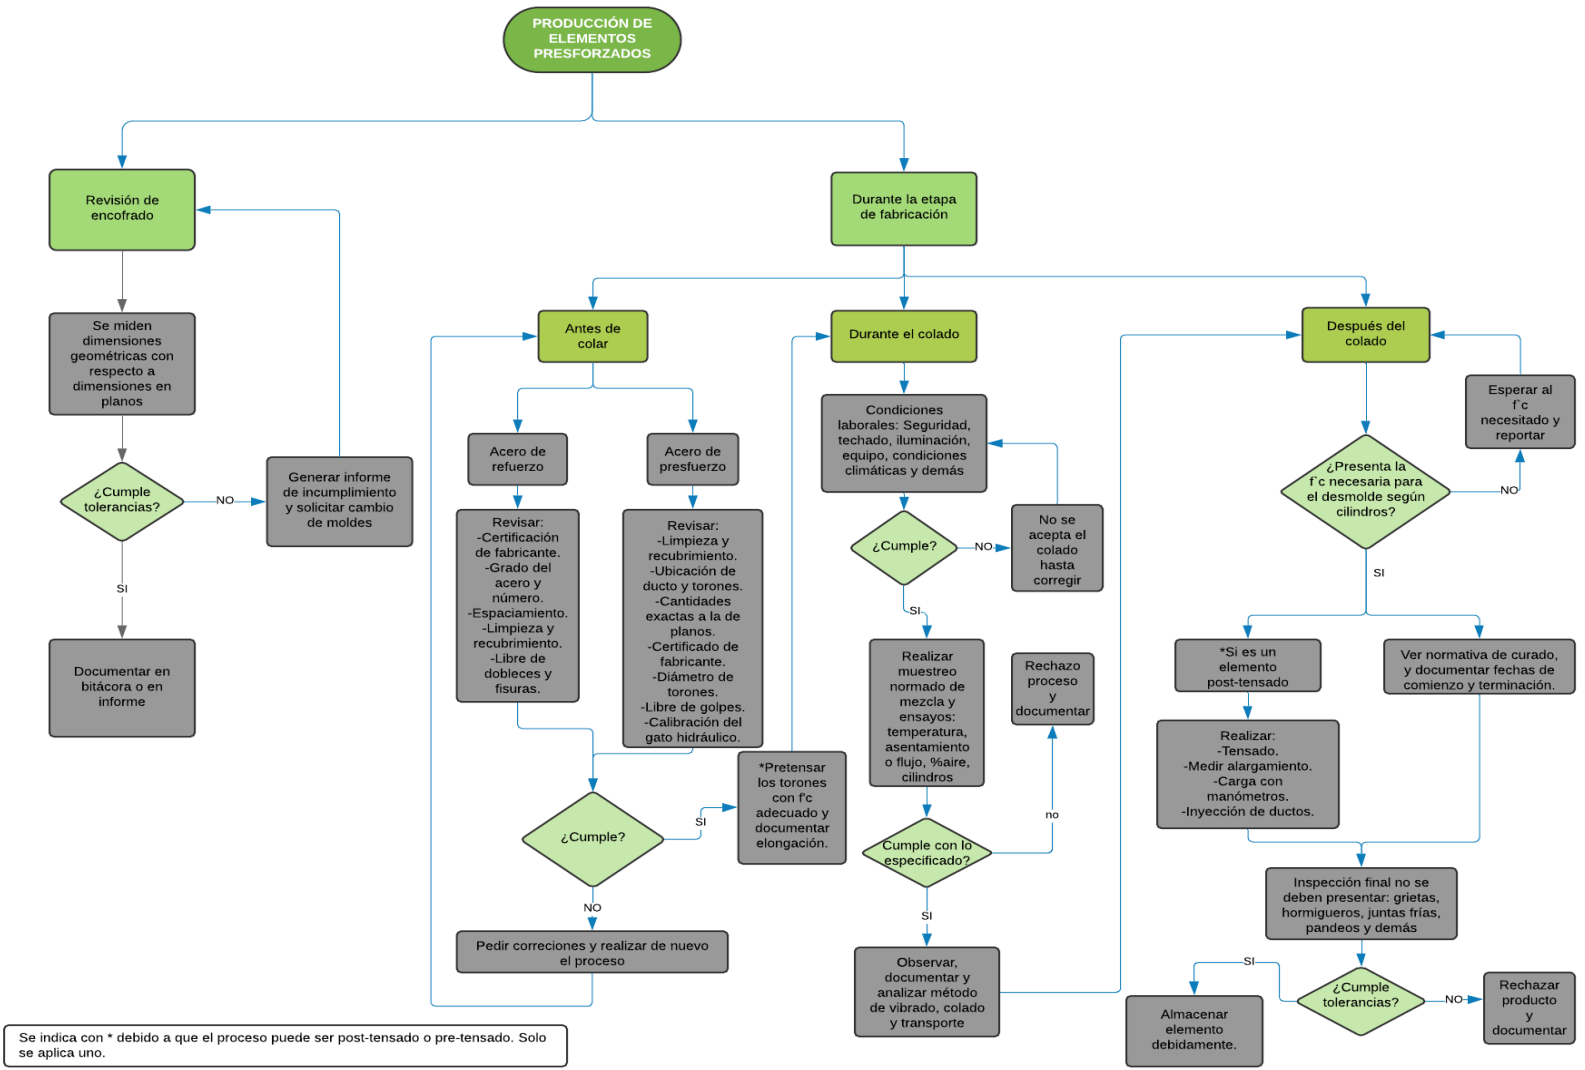 PRODUCCIÓN DE
ELEMENTOS
PRESFORZADOS
Revisión de
encofrado
Se miden
dimensiones
geométricas con
respecto a
dimensiones en
planos
¿Cumple
tolerancias?
NO
Generar informe
de incumplimiento
y solicitar cambio
de moldes
SI
Documentar en
bitácora o en
informe
Durante la etapa
de fabricación
Antes de
colar
Acero de
refuerzo
Acero de
presfuerzo
Revisar:
-Certificación
de fabricante.
-Grado del
acero y
número.
-Espaciamiento.
-Limpieza y
recubrimiento.
-Libre de
dobleces y
fisuras.
Revisar:
-Limpieza y
recubrimiento.
-Ubicación de
ducto y torones.
-Cantidades
exactas a la de
planos.
-Certificado de
fabricante.
-Diámetro de
torones.
-Libre de golpes.
-Calibración del
gato hidráulico.
¿Cumple?
SI
*Pretensar
los torones
con f'c
adecuado y
documentar
elongación.
NO
Pedir correciones y realizar de nuevo
el proceso
Durante el colado
Condiciones
laborales: Seguridad,
techado, iluminación,
equipo, condiciones
climáticas y demás
¿Cumple?
NO
No se
acepta el
colado
hasta
corregir
SI
Realizar
muestreo
normado de
mezcla y
ensayos:
temperatura,
asentamiento
o flujo, %aire,
cilindros
Rechazo
proceso
y
documentar
no
Cumple con lo
especificado?
SI
Observar,
documentar y
analizar método
de vibrado, colado
y transporte
Después del
colado
Esperar al
f`c
necesitado y
reportar
¿Presenta la
f`c necesaria para
el desmolde según
cilindros?
NO
SI
*Si es un
elemento
post-tensado
Ver normativa de curado,
y documentar fechas de
comienzo y terminación.
Realizar:
-Tensado.
-Medir alargamiento.
-Carga con
manómetros.
-Inyección de ductos.
Inspección final no se
deben presentar: grietas,
hormigueros, juntas frías,
pandeos y demás
SI
¿Cumple
tolerancias?
NO
Almacenar
elemento
debidamente.
Rechazar
producto
y
documentar
Se indica con * debido a que el proceso puede ser post-tensado o pre-tensado. Solo
se aplica uno.